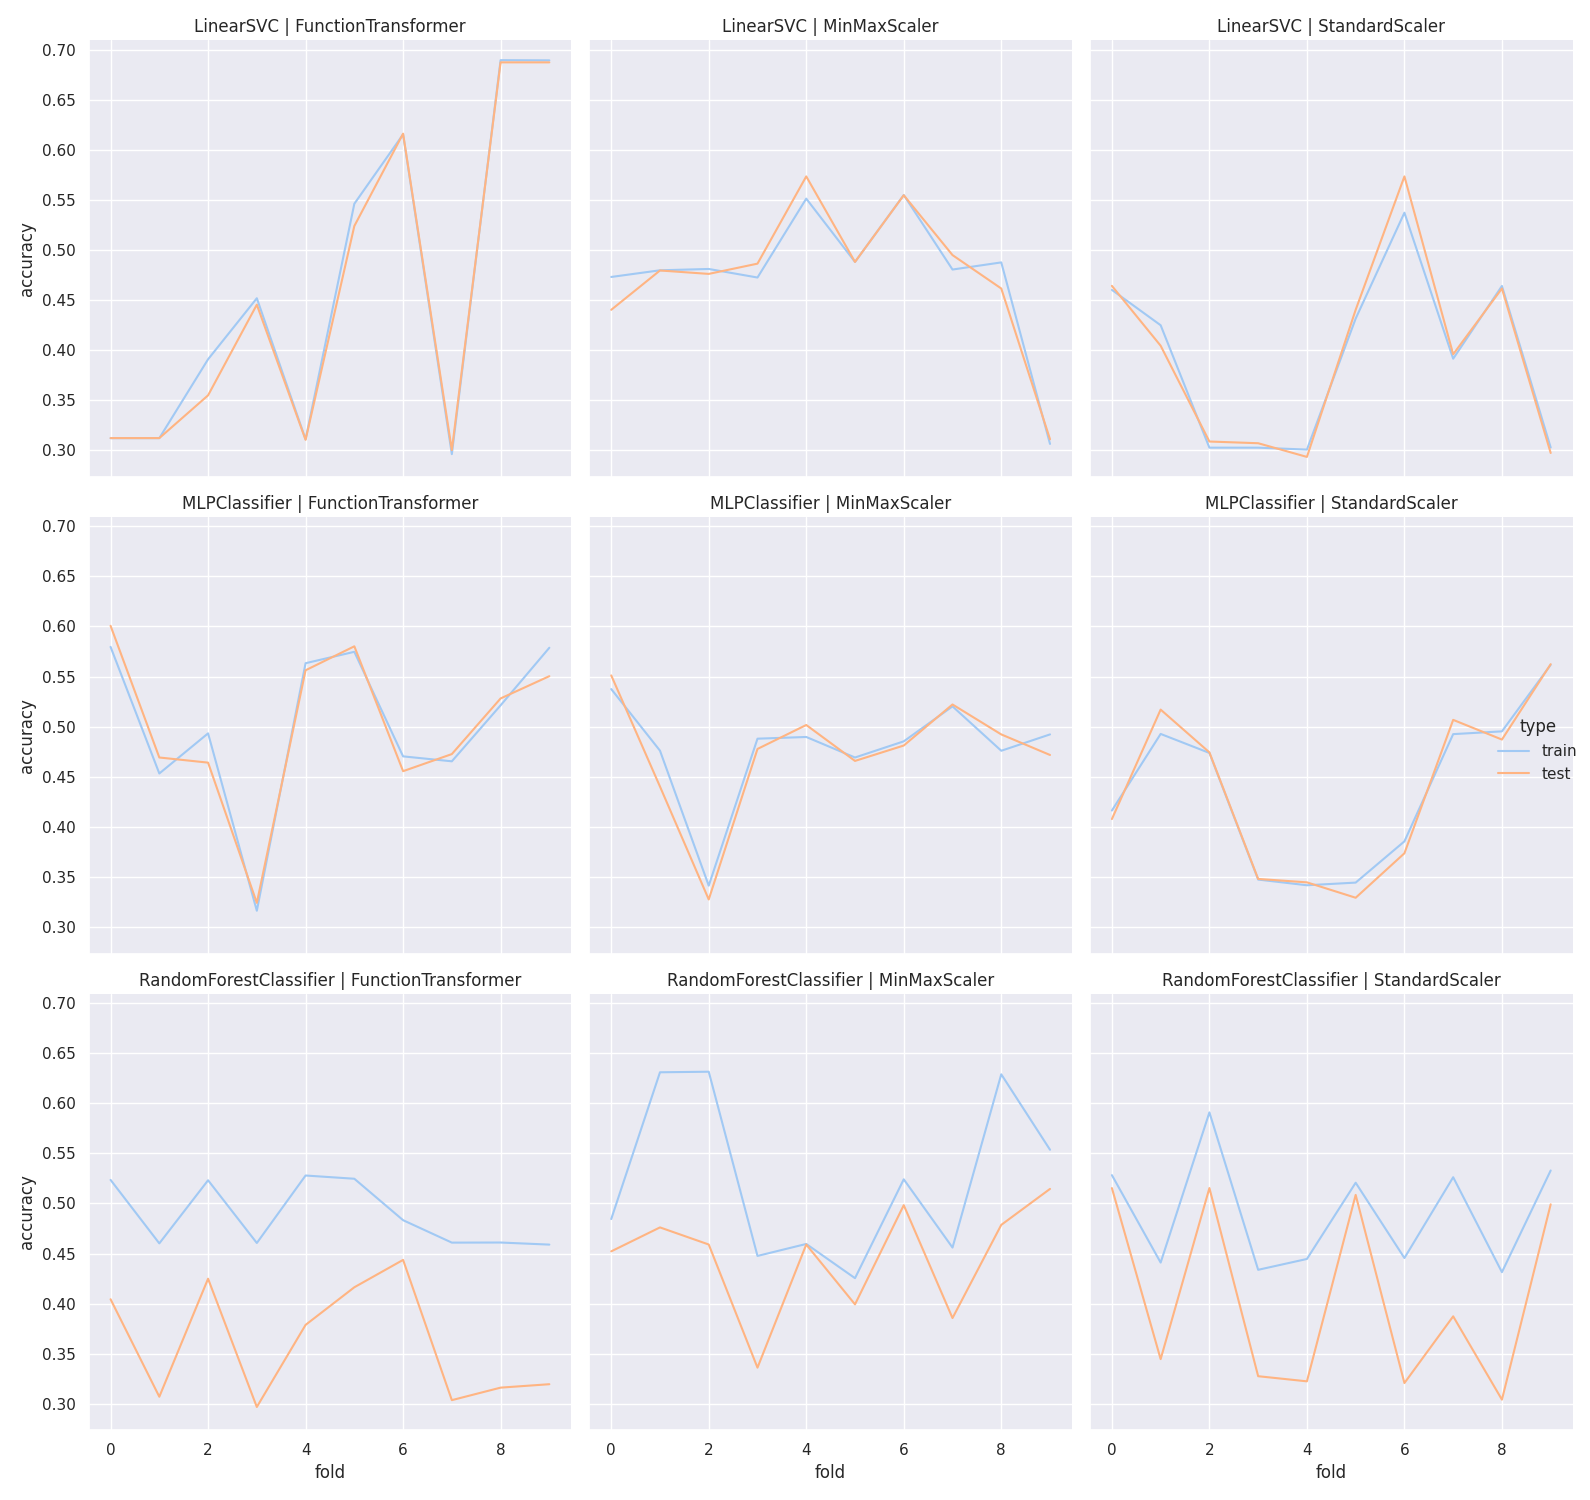 LinearSVC | FunctionTransformer
LinearSVC | MinMaxScaler
LinearSVC | StandardScaler
0.70
0.65
0.60
0.55
0.50
0.45
0.40
0.35
0.30
accuracy
MLPClassifier | FunctionTransformer
MLPClassifier | MinMaxScaler
MLPClassifier | StandardScaler
0.70
0.65
0.60
0.55
0.50
0.45
0.40
0.35
0.30
accuracy
type
train
test
RandomForestClassifier | FunctionTransformer
RandomForestClassifier | MinMaxScaler
RandomForestClassifier | StandardScaler
0.70
0.65
0.60
0.55
0.50
0.45
0.40
0.35
0.30
accuracy
0 2 4 6 8
0 2 4 6 8
0 2 4 6 8
fold
fold
fold